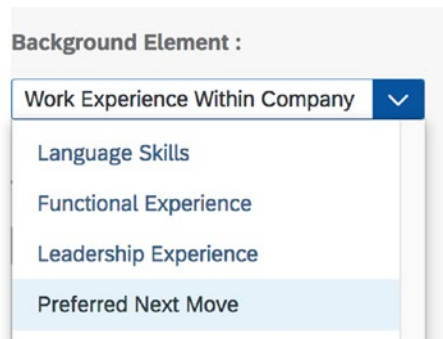 Background Element :
Work Experience Within Company
Language Skills
Functional Experience
Leadership Experience
Preferred Next Move